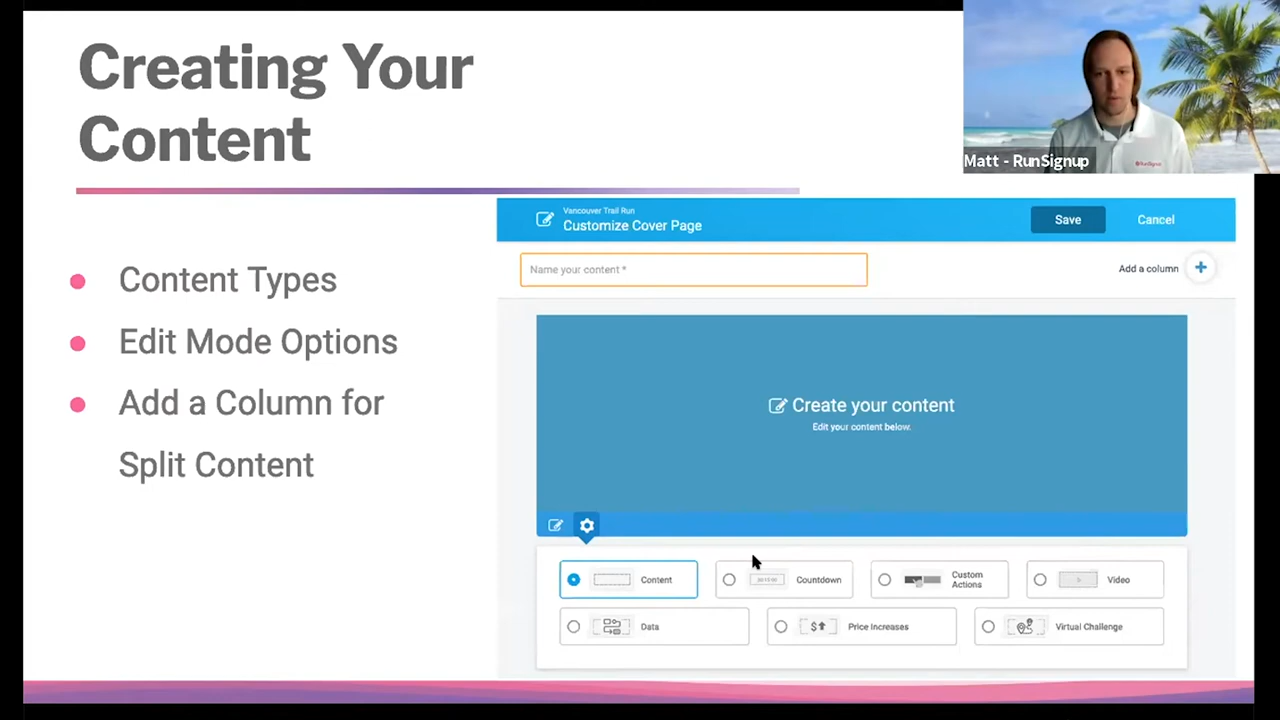 Creating Your
Content
Matt - RunSignup
RunSignup
Content Types
Edit Mode Options
Add a Column for
Split Content
Vancouver Trail Run
Customize Cover Page
Save
Cancel
Name your content *
Add a column
Create your content
Edit your content below.
Content
Countdown
Custom
Actions
Video
Data
$
Price Increases
Virtual Challenge